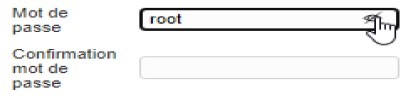 Mot de
passe
root
Confirmation
mot de
passe